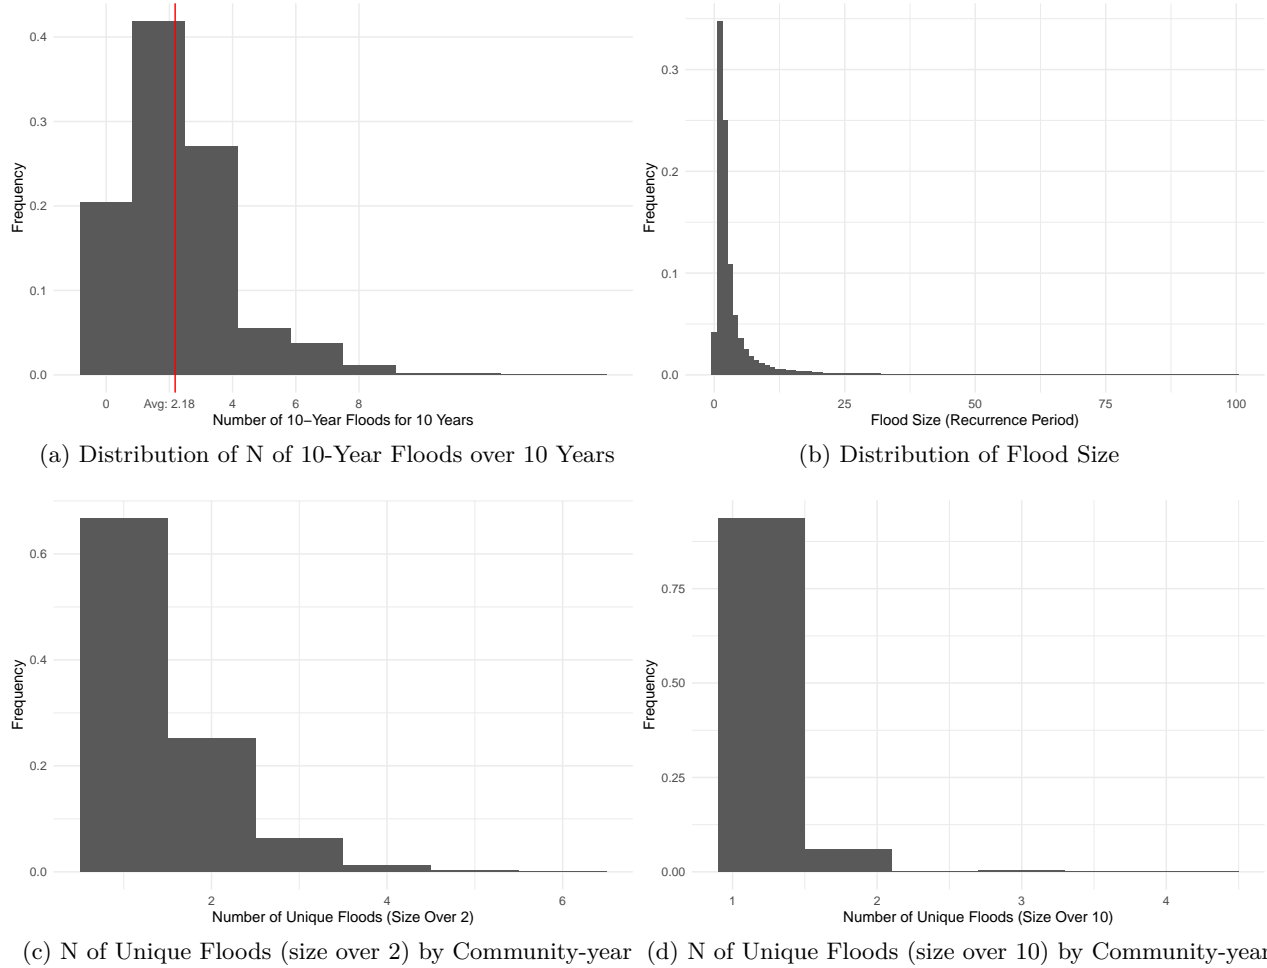 0.4
0.3
0.2
0.1
0.0
Frequency
0 Avg: 2.18 4 6 8
Number of 10−Year Floods for 10 Years
(a) Distribution of N of 10-Year Floods over 10 Years
0.3
0.2
0.1
0.0
Frequency
0 25 50 75 100
Flood Size (Recurrence Period)
(b) Distribution of Flood Size
0.6
0.4
0.2
0.0
Frequency
2 4 6
Number of Unique Floods (Size Over 2)
(c) N of Unique Floods (size over 2) by Community-year
0.75
0.50
0.25
0.00
Frequency
1 2 3 4
Number of Unique Floods (Size Over 10)
(d) N of Unique Floods (size over 10) by Community-year